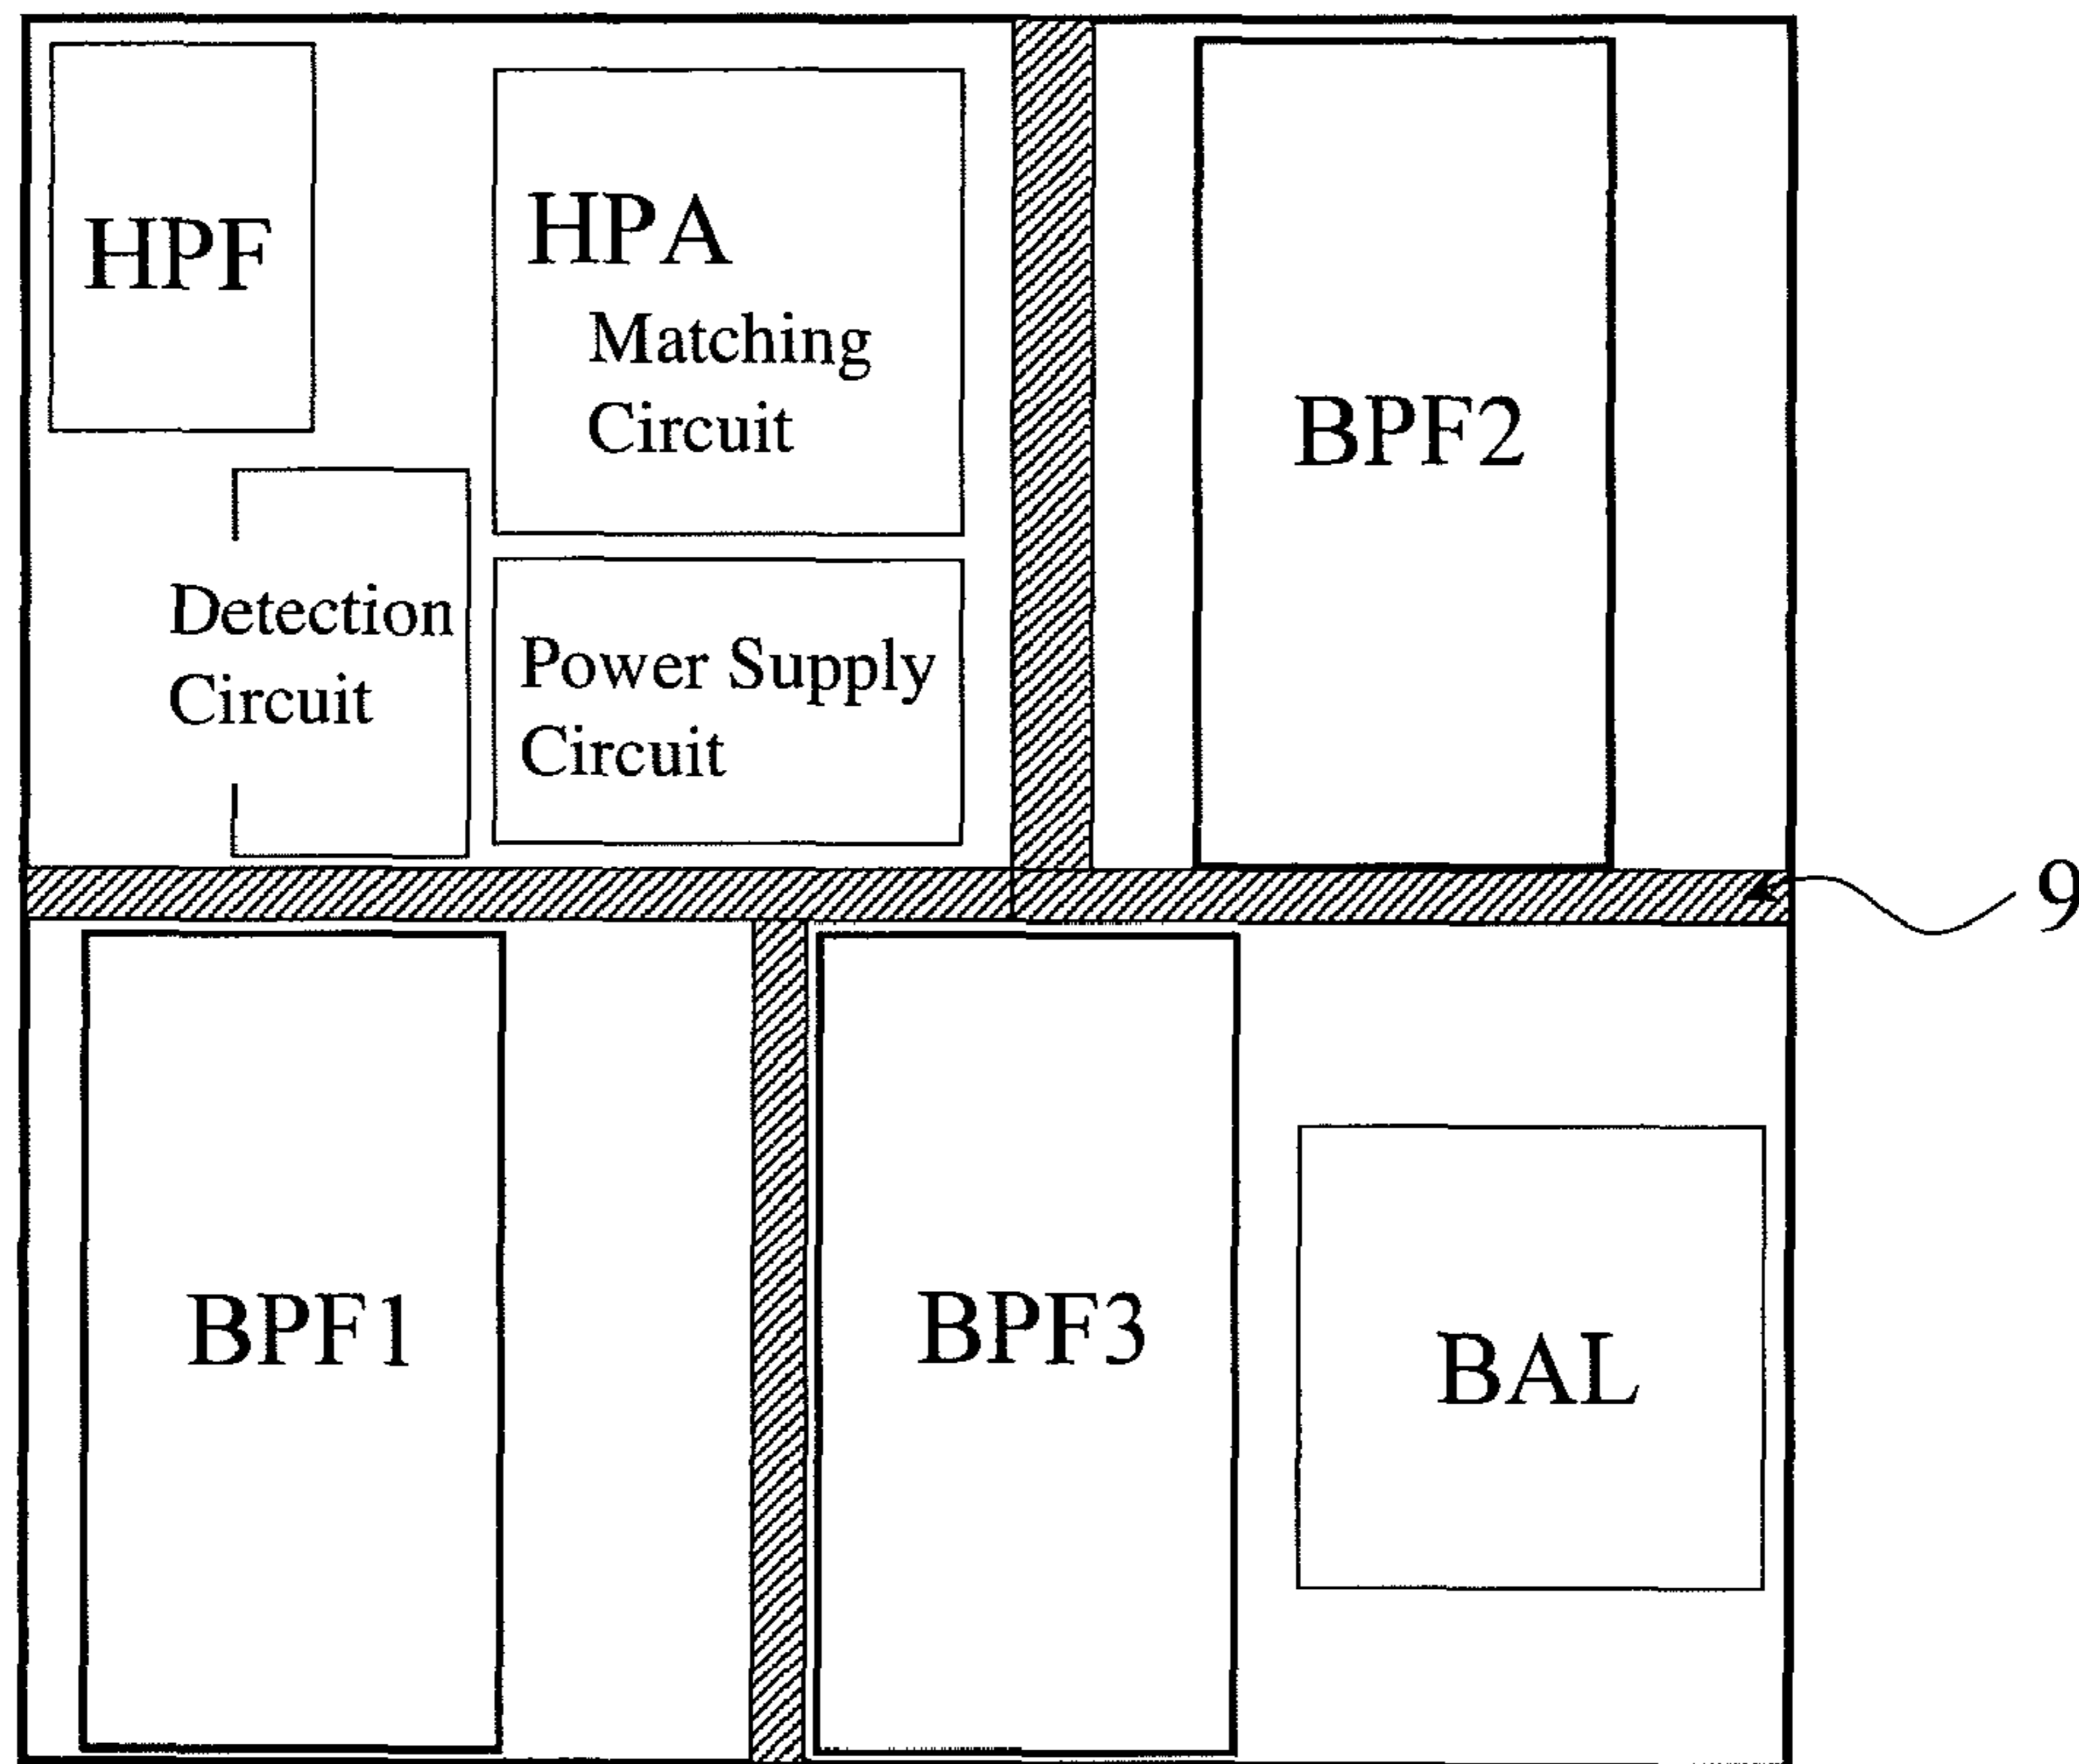 HPF
HPA
Matching
Circuit
BPF2
Detection
Circuit
Power Supply
Circuit
9
BPF1
BPF3
BAL